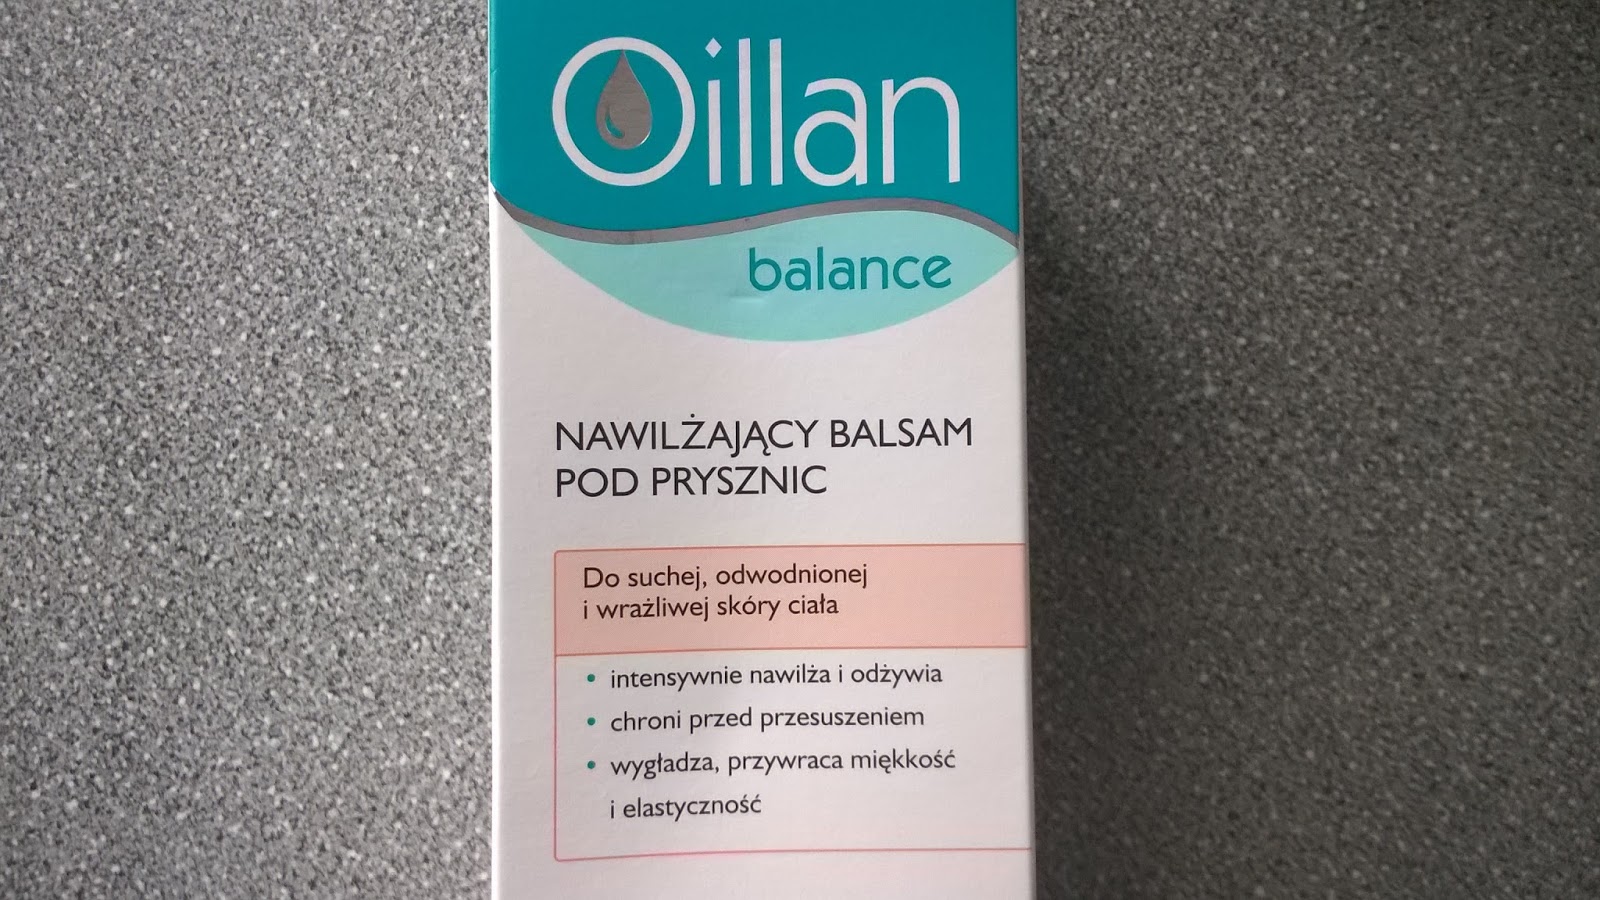 Oillan
balance
NAWILŻAJĄCY BALSAM
POD PRYSZNIC
Do suchej, odwodnionej
i wrażliwej skóry ciała
• intensywnie nawilża i odżywia
• chroni przed przesuszeniem
• wygładza, przywraca miękkość
i elastyczność